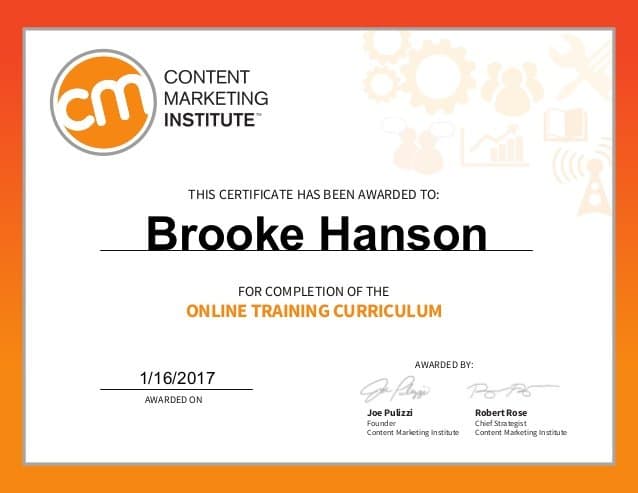 cm
CONTENT
MARKETING
INSTITUTE™
THIS CERTIFICATE HAS BEEN AWARDED TO:
Brooke Hanson
FOR COMPLETION OF THE
ONLINE TRAINING CURRICULUM
AWARDED BY:
1/16/2017
AWARDED ON
Joe Pulizzi
Founder
Content Marketing Institute
Robert Rose
Chief Strategist
Content Marketing Institute